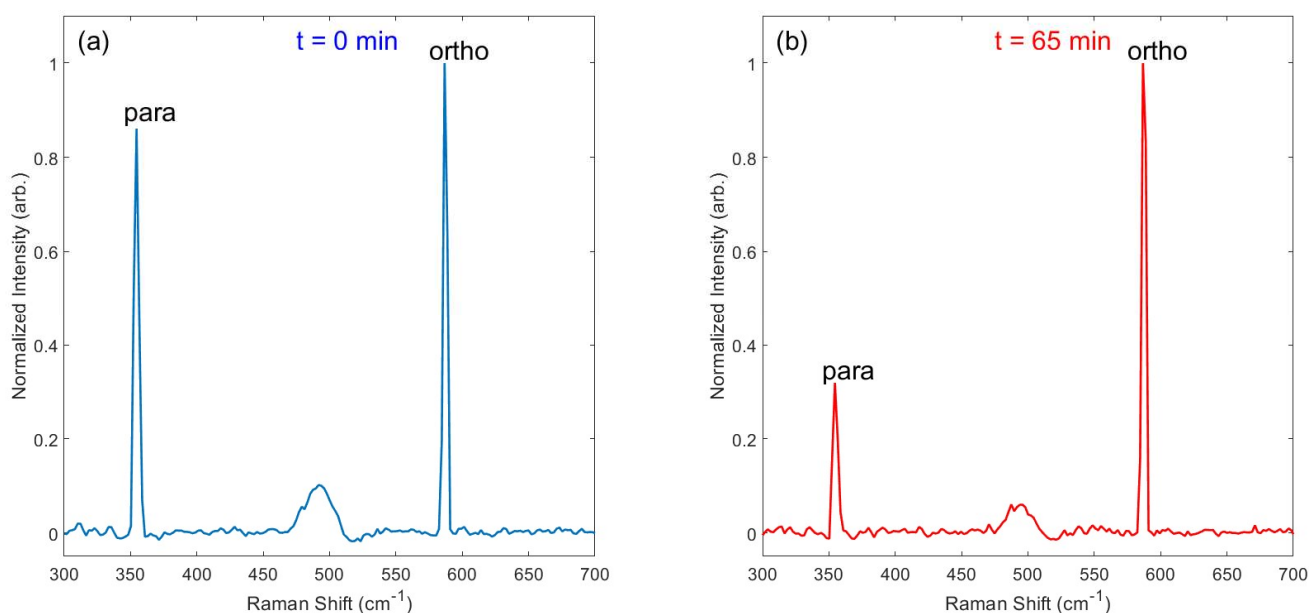 (a)
t = 0 min
ortho
para
1
0.8
0.6
0.4
0.2
0
300 350 400 450 500 550 600 650 700
Normalized Intensity (arb.)
Raman Shift (cm⁻¹)
(b)
t = 65 min
ortho
para
1
0.8
0.6
0.4
0.2
0
300 350 400 450 500 550 600 650 700
Normalized Intensity (arb.)
Raman Shift (cm⁻¹)